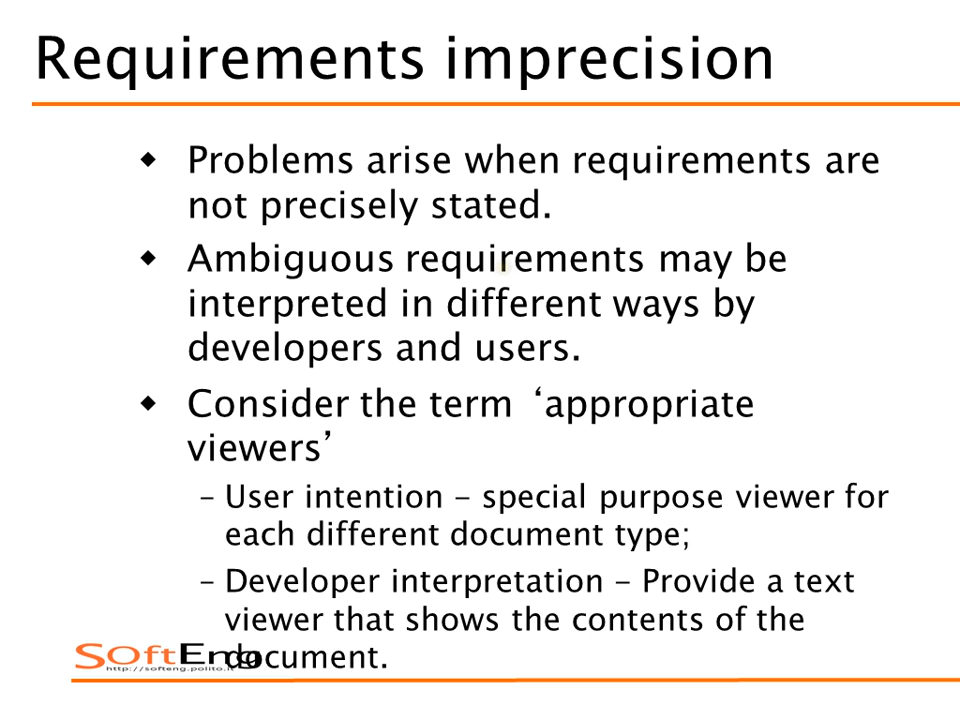 Requirements imprecision
◆ Problems arise when requirements are
not precisely stated.
◆ Ambiguous requirements may be
interpreted in different ways by
developers and users.
◆ Consider the term ‘appropriate
viewers’
– User intention – special purpose viewer for
each different document type;
– Developer interpretation – Provide a text
viewer that shows the contents of the
document.
SoftEng
http://softeng.polito.it